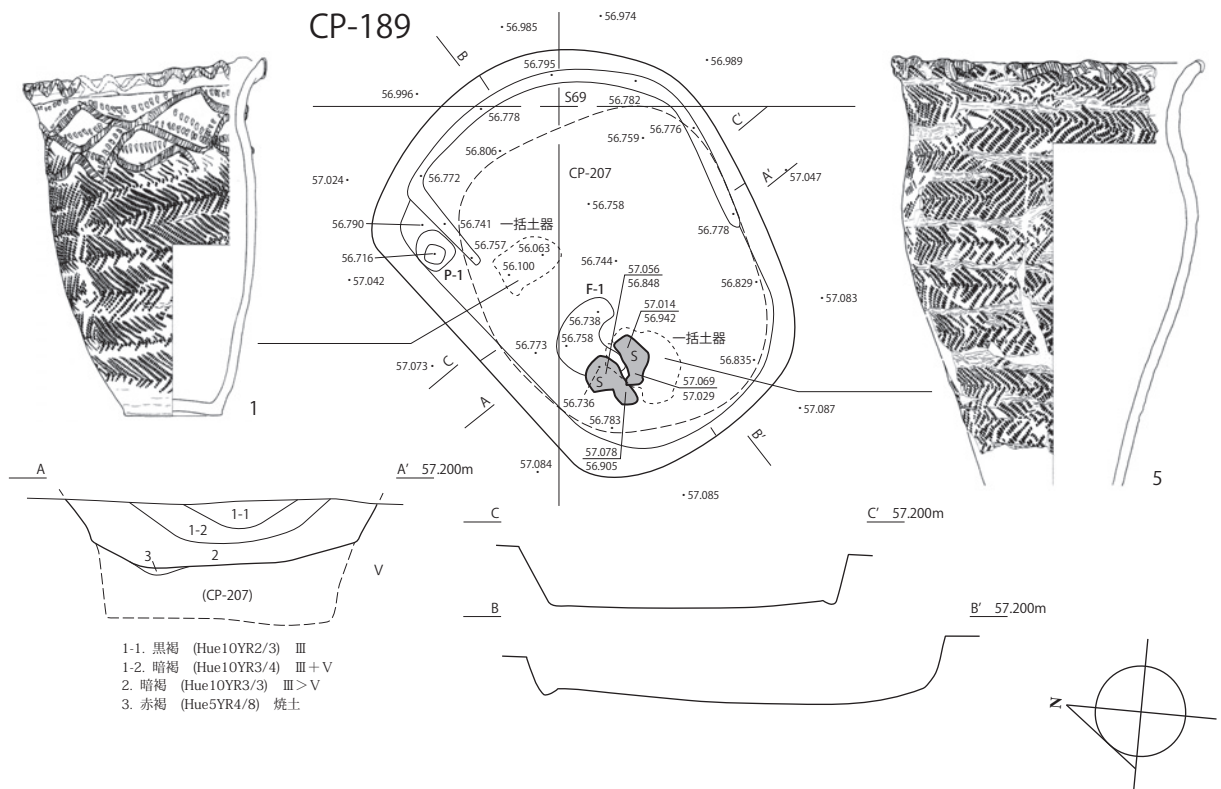 CP-189
56.974
56.985
B
56.795
56.989
56.996
S69
56.782
56.778
C'
56.776
56.759
56.806
A'
57.047
57.024
56.772
CP-207
56.758
56.790
56.741
一括土器
56.778
56.757
56.063
56.716
56.100
56.744
P-1
57.042
57.056
56.848
56.829
F-1
57.014
56.942
57.083
56.738
一括土器
56.758
56.773
S
56.835
57.073
C
S
57.069
57.029
56.736
57.087
1
A
56.783
B'
57.078
56.905
57.084
57.085
5
A
A' 57.200m
1-1
1-2
3
2
V
(CP-207)
C
C' 57.200m
B
B' 57.200m
1-1. 黒褐 (Hue10YR2/3) Ⅲ
1-2. 暗褐 (Hue10YR3/4) Ⅲ+V
2. 暗褐 (Hue10YR3/3) Ⅲ>V
3. 赤褐 (Hue5YR4/8) 焼土
N